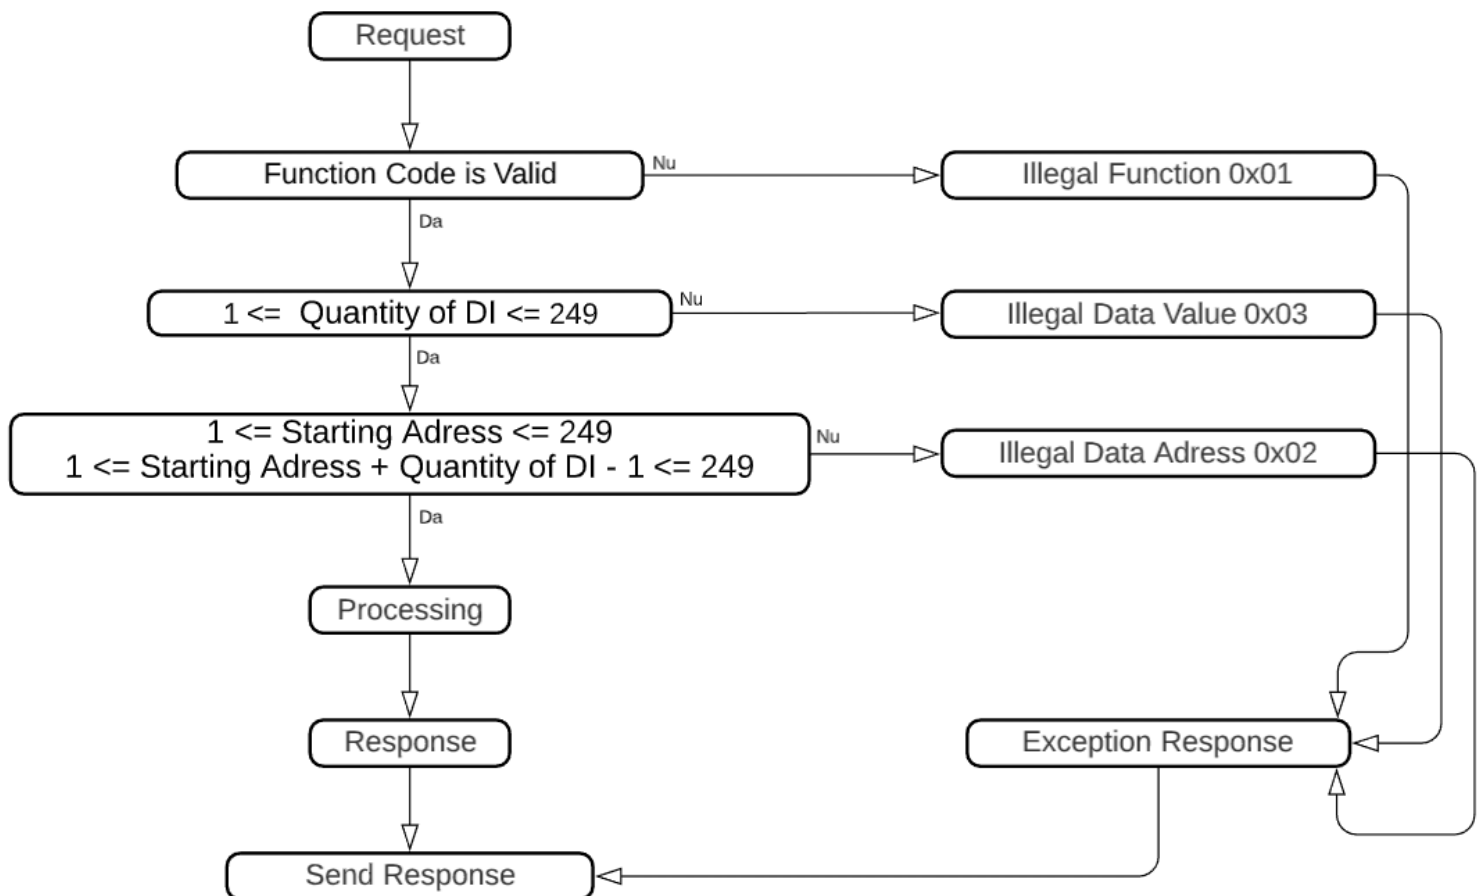 Request
Function Code is Valid
Nu
Illegal Function 0x01
Da
1 <= Quantity of DI <= 249
Nu
Illegal Data Value 0x03
Da
1 <= Starting Adress <= 249
1 <= Starting Adress + Quantity of DI - 1 <= 249
Nu
Illegal Data Adress 0x02
Da
Processing
Response
Exception Response
Send Response